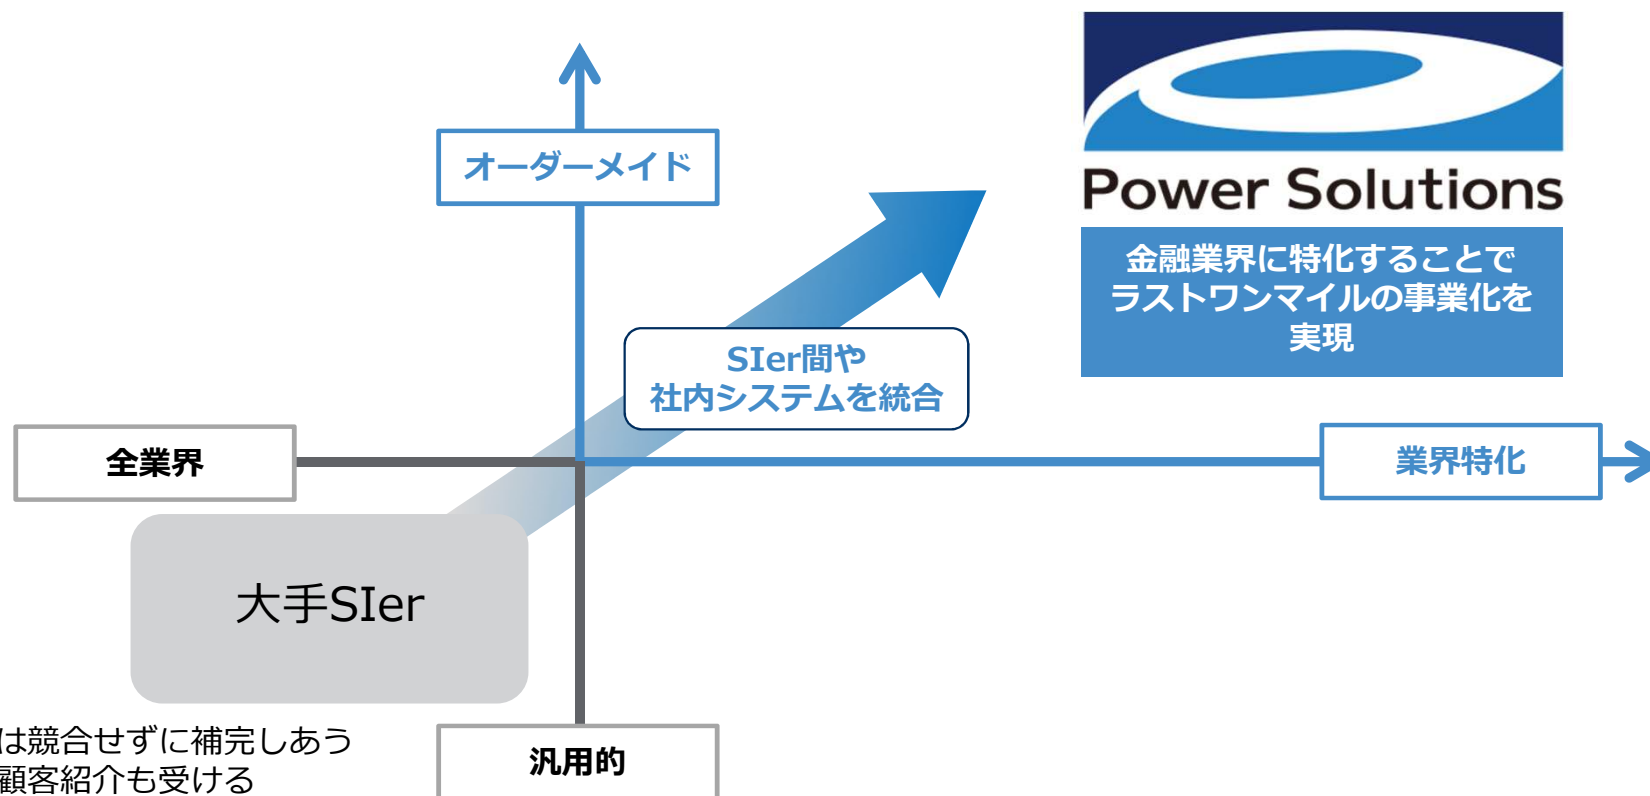 オーダーメイド
Power Solutions
金融業界に特化することで
ラストワンマイルの事業化を
実現
SIer間や
社内システムを統合
全業界
業界特化
大手SIer
は競合せずに補完しあう
顧客紹介も受ける
汎用的